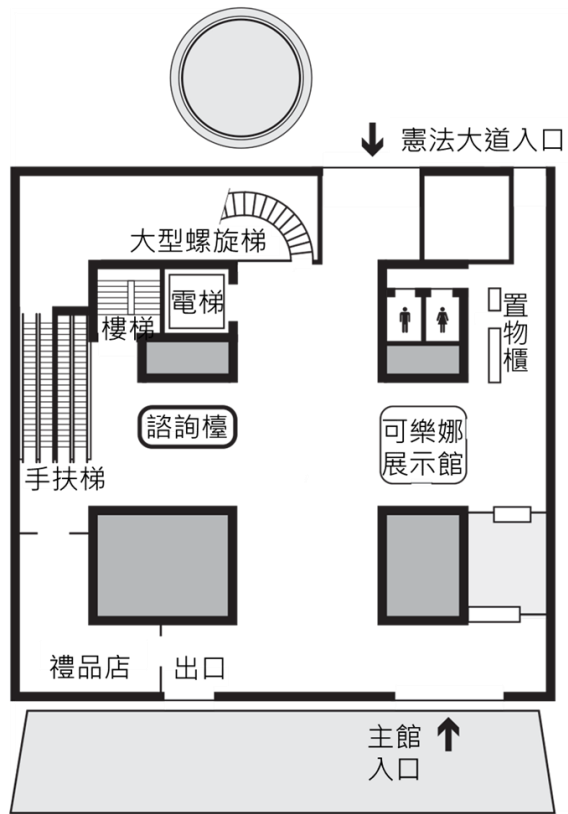 憲法大道入口
大型螺旋梯
電梯
樓梯
置物櫃
諮詢檯
可樂娜
展示館
手扶梯
禮品店
出口
主館
入口